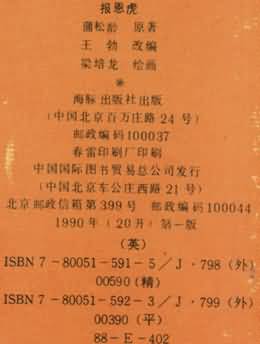 报恩虎
蒲松龄 原著
王勃 改编
梁培龙 绘画
*
海豚出版社出版
(中国北京百万庄路24号)
邮政编码100037
春雷印刷厂印刷
中国国际图书贸易总公司发行
(中国北京车公庄西路21号)
北京邮政信箱第399号 邮政编码100044
1990年(20开)第一版
(英)
ISBN 7-80051-591-5/J·798(外)
00590(精)
ISBN 7-80051-592-3/J·799(外)
00390(平)
88-E-402